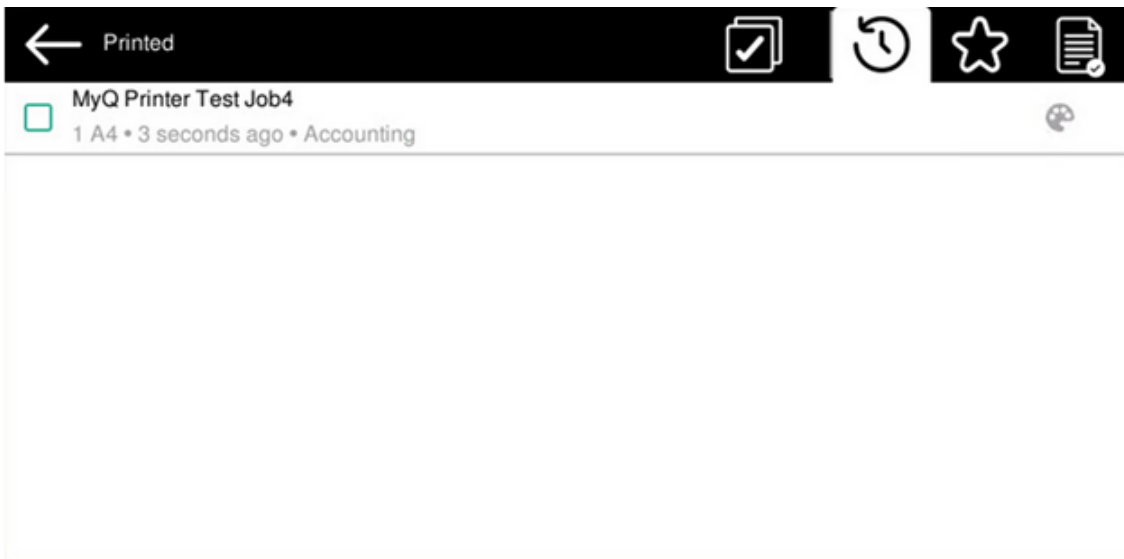 Printed
MyQ Printer Test Job4
1 A4 • 3 seconds ago • Accounting